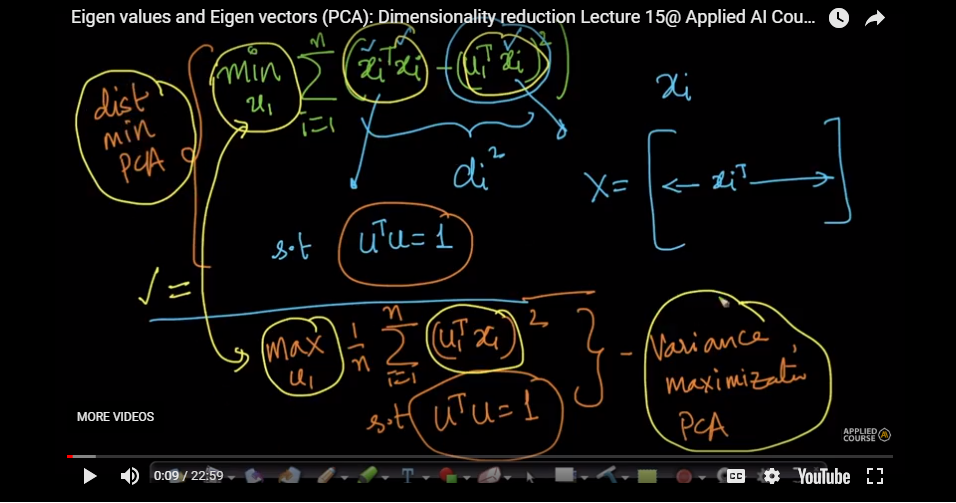 Eigen values and Eigen vectors (PCA): Dimensionality reduction Lecture 15@ Applied AI Cou...
dist
min
PCA
min
u₁
n
∑
i=1
(xᵢᵀxᵢ - (u₁ᵀxᵢ)²)
dᵢ²
s.t uᵀu = 1
xᵢ
X = [ ← xᵢᵀ → ]
√ =
max
u₁
1/n
n
∑
i=1
(u₁ᵀxᵢ)²
s.t uᵀu = 1
} - Variance
maximizati
PCA
MORE VIDEOS
APPLIED
COURSE
0:09 / 22:59
T
CC
YouTube